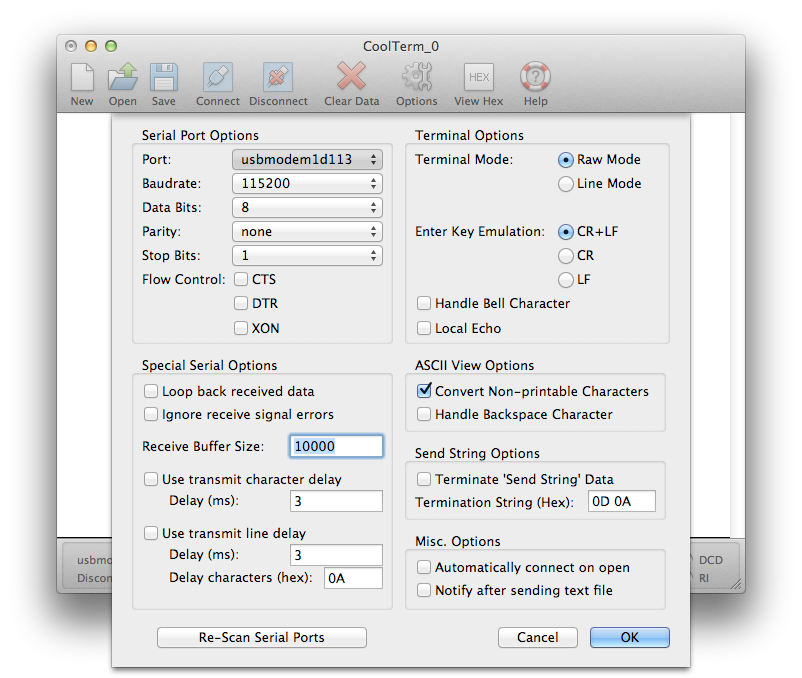 CoolTerm_0
New Open Save Connect Disconnect Clear Data Options HEX View Hex ? Help
Serial Port Options
Port: usbmodem1d113
Baudrate: 115200
Data Bits: 8
Parity: none
Stop Bits: 1
Flow Control: CTS
DTR
XON
Terminal Options
Terminal Mode: Raw Mode
Line Mode
Enter Key Emulation: CR+LF
CR
LF
Handle Bell Character
Local Echo
Special Serial Options
Loop back received data
Ignore receive signal errors
Receive Buffer Size: 10000
Use transmit character delay
Delay (ms): 3
Use transmit line delay
Delay (ms): 3
Delay characters (hex): 0A
ASCII View Options
Convert Non-printable Characters
Handle Backspace Character
Send String Options
Terminate 'Send String' Data
Termination String (Hex): 0D 0A
Misc. Options
Automatically connect on open
Notify after sending text file
usbmo
Discon
DCD
RI
Re-Scan Serial Ports Cancel OK